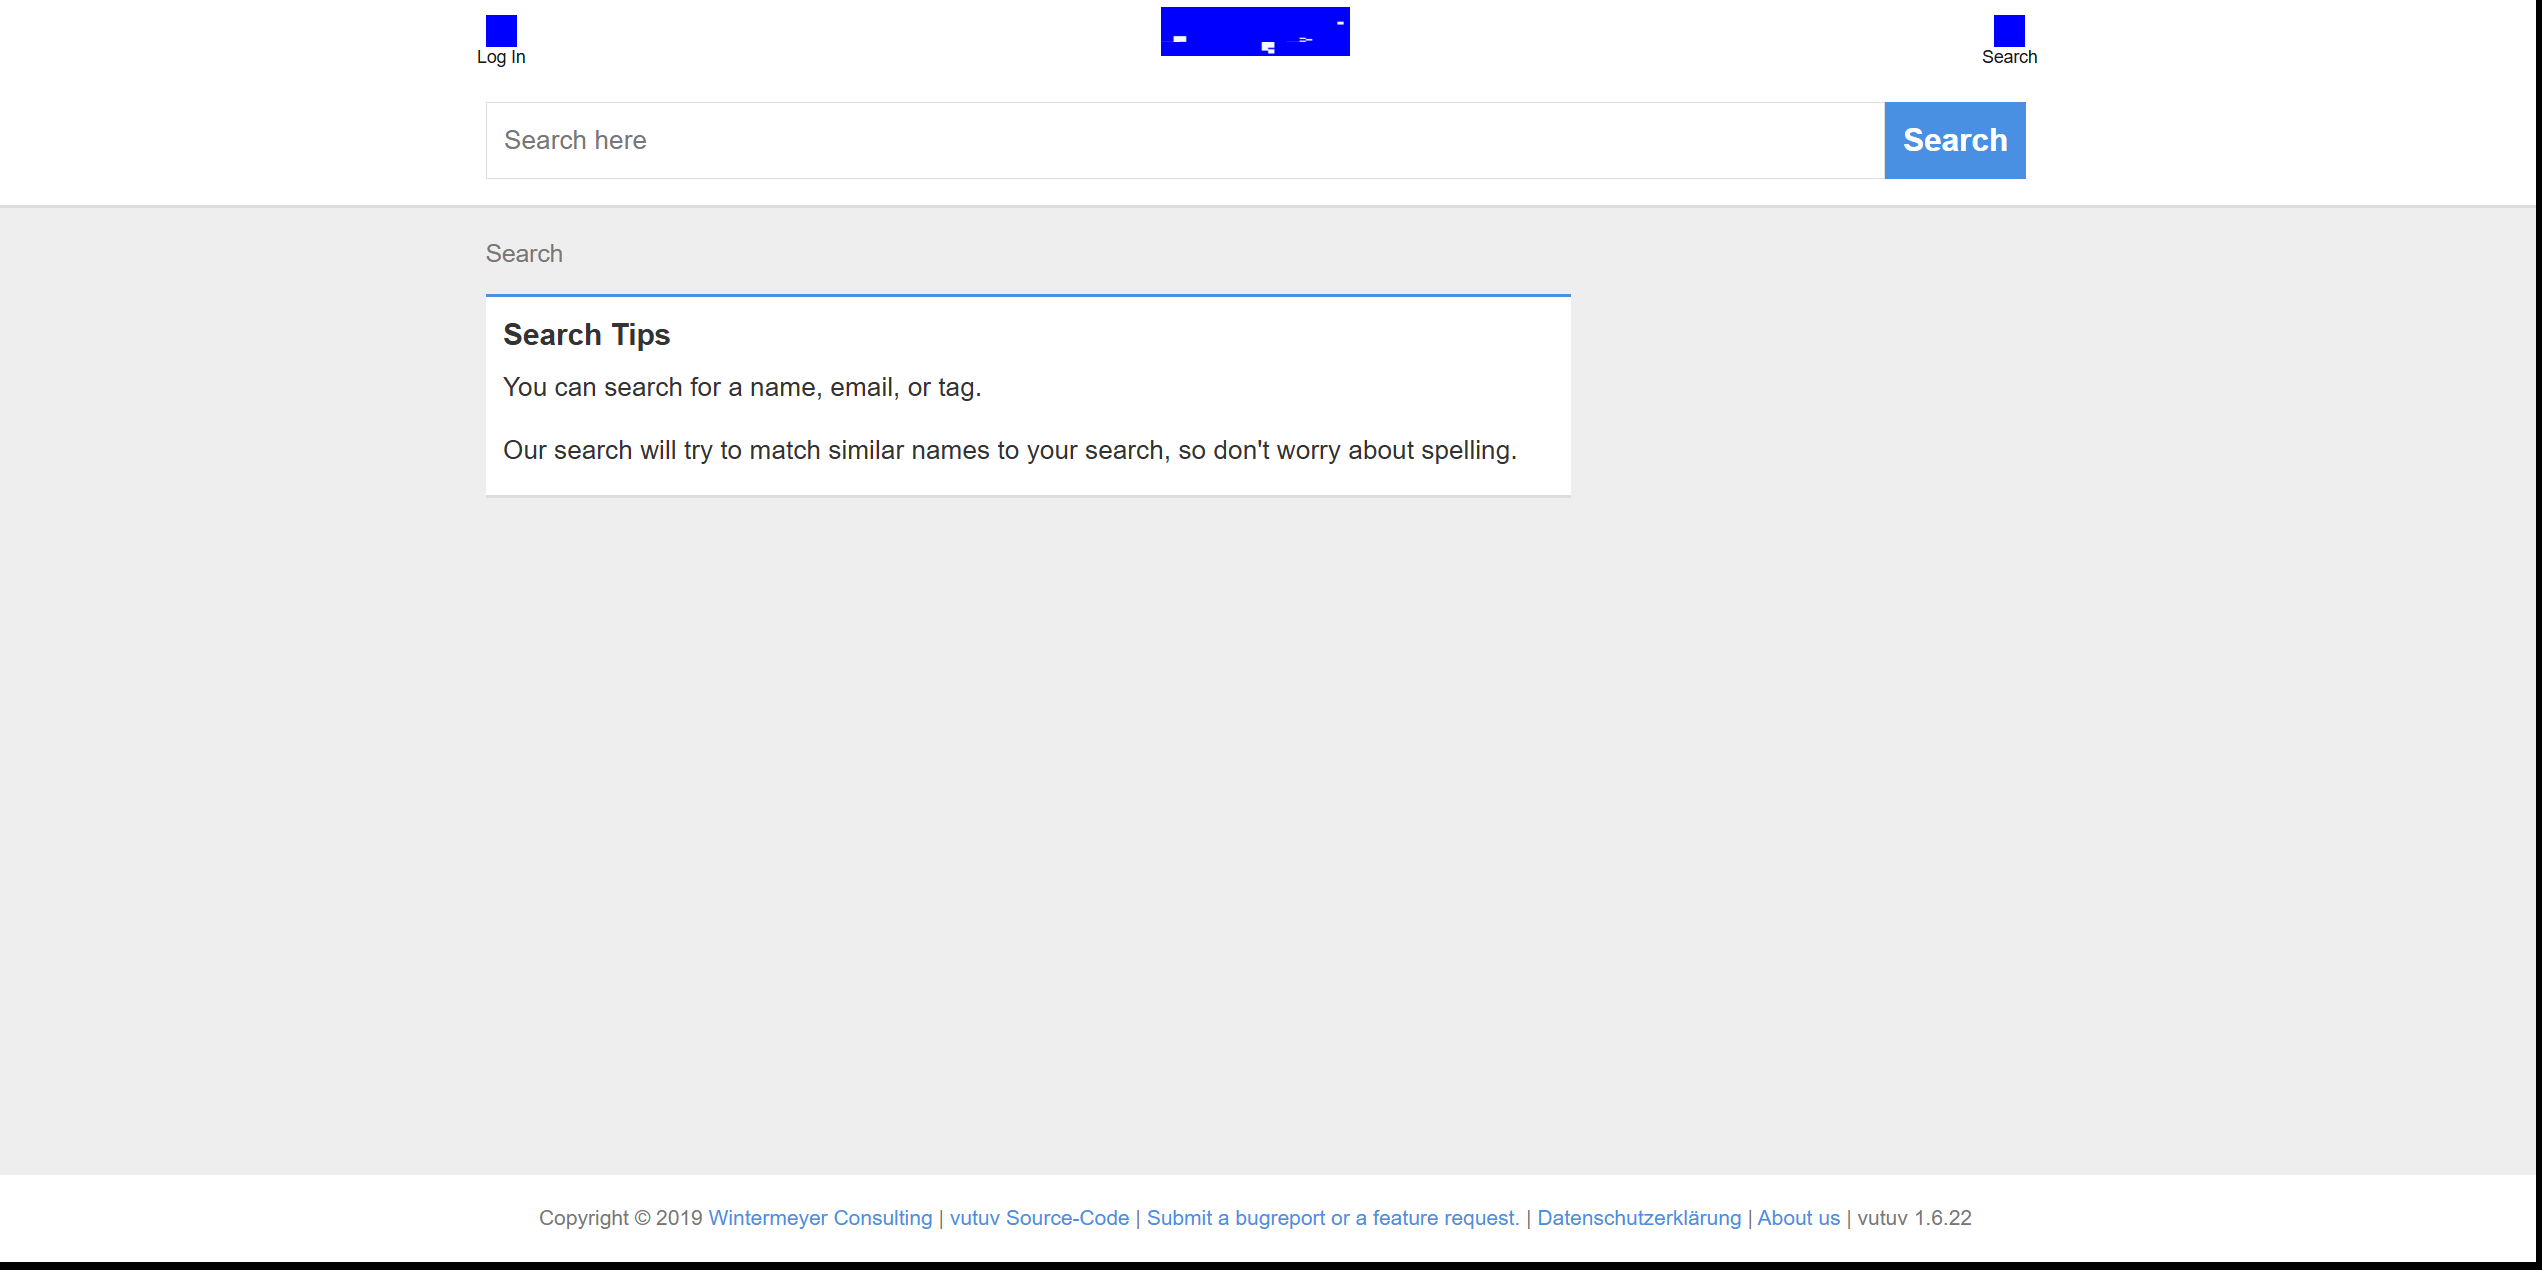 Log In
Search
Search here
Search
Search
Search Tips
You can search for a name, email, or tag.
Our search will try to match similar names to your search, so don't worry about spelling.
Copyright © 2019 Wintermeyer Consulting | vutuv Source-Code | Submit a bugreport or a feature request. | Datenschutzerklärung | About us | vutuv 1.6.22